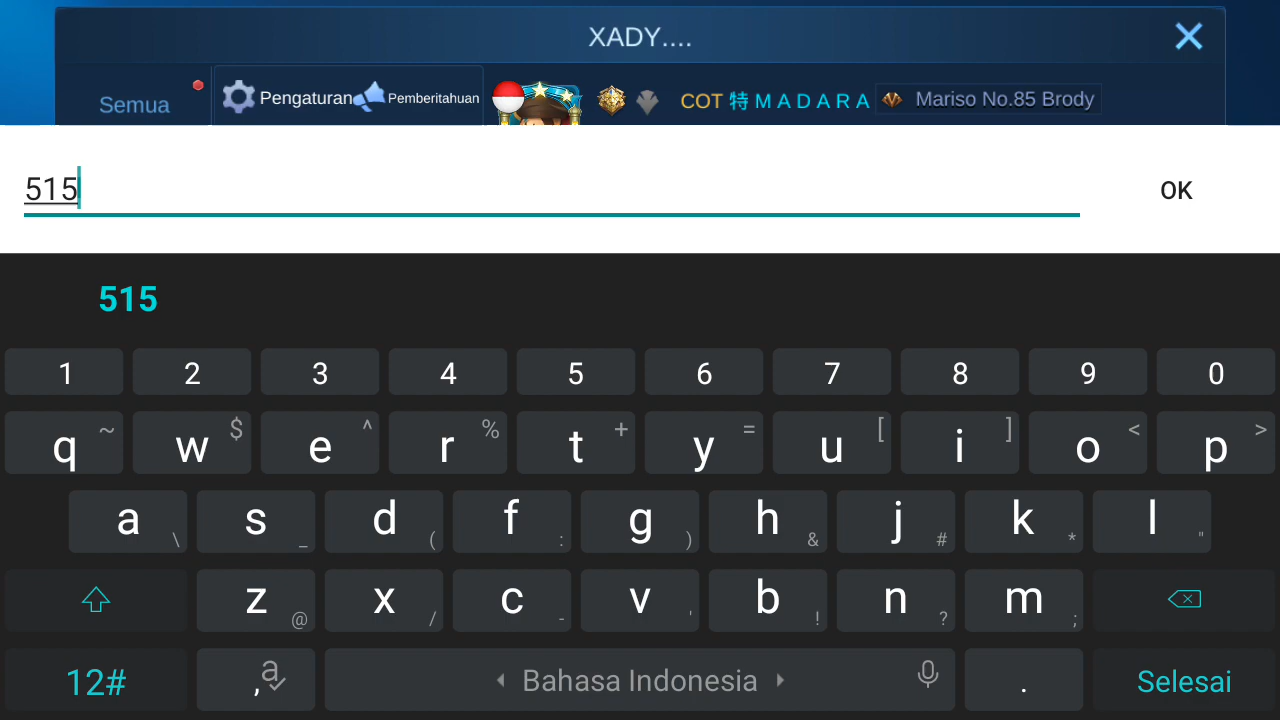 XADY....
Semua
Pengaturan
Pemberitahuan
COT 特 M A D A R A
Mariso No.85 Brody
515
OK
515
1 2 3 4 5 6 7 8 9 0
q ~ w $ e ^ r % t + y = u [ i ] o < p >
a \ s _ d ( f : g ) h & j # k * l "
z @ x / c - v ' b ! n ? m ;
12# , a Bahasa Indonesia . Selesai